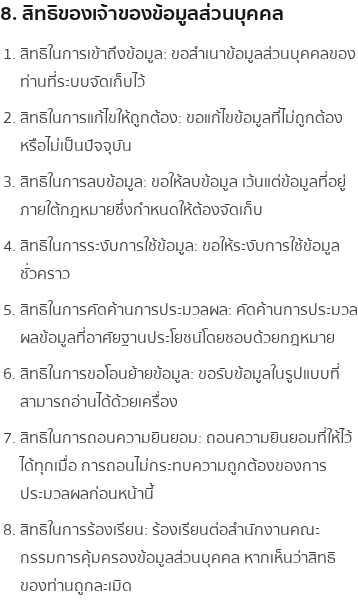 8. สิทธิของเจ้าของข้อมูลส่วนบุคคล
1. สิทธิในการเข้าถึงข้อมูล: ขอสำเนาข้อมูลส่วนบุคคลของ
ท่านที่ระบบจัดเก็บไว้
2. สิทธิในการแก้ไขให้ถูกต้อง: ขอแก้ไขข้อมูลที่ไม่ถูกต้อง
หรือไม่เป็นปัจจุบัน
3. สิทธิในการลบข้อมูล: ขอให้ลบข้อมูล เว้นแต่ข้อมูลที่อยู่
ภายใต้กฎหมายซึ่งกำหนดให้ต้องจัดเก็บ
4. สิทธิในการระงับการใช้ข้อมูล: ขอให้ระงับการใช้ข้อมูล
ชั่วคราว
5. สิทธิในการคัดค้านการประมวลผล: คัดค้านการประมวล
ผลข้อมูลที่อาศัยฐานประโยชน์โดยชอบด้วยกฎหมาย
6. สิทธิในการขอโอนย้ายข้อมูล: ขอรับข้อมูลในรูปแบบที่
สามารถอ่านได้ด้วยเครื่อง
7. สิทธิในการถอนความยินยอม: ถอนความยินยอมที่ให้ไว้
ได้ทุกเมื่อ การถอนไม่กระทบความถูกต้องของการ
ประมวลผลก่อนหน้านี้
8. สิทธิในการร้องเรียน: ร้องเรียนต่อสำนักงานคณะ
กรรมการคุ้มครองข้อมูลส่วนบุคคล หากเห็นว่าสิทธิ
ของท่านถูกละเมิด